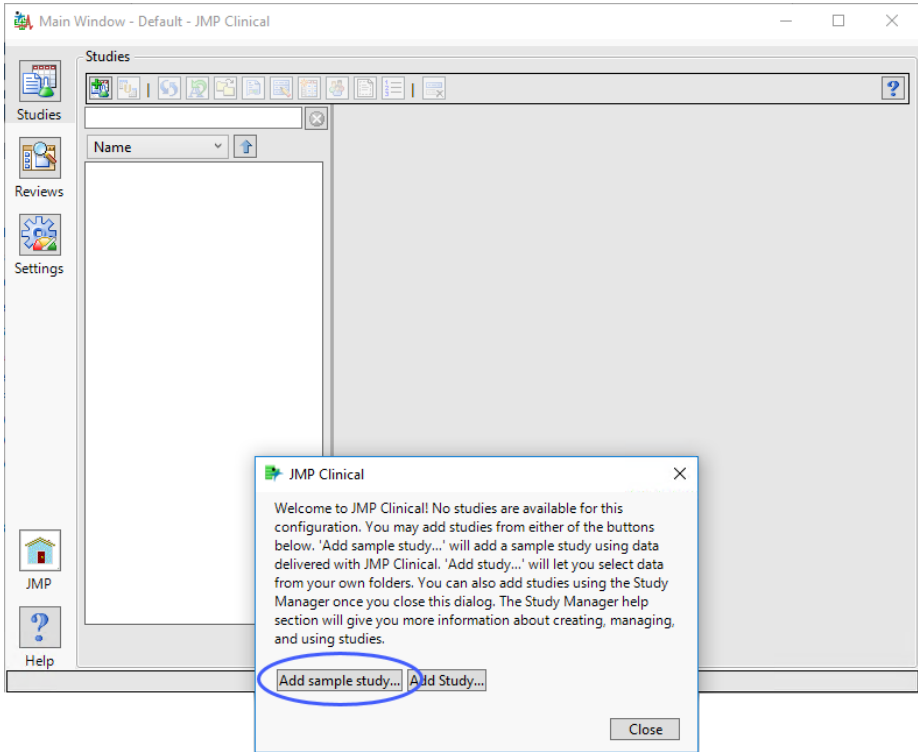 Main Window - Default - JMP Clinical
Studies
?
Studies
Name
Reviews
Settings
JMP Clinical
Welcome to JMP Clinical! No studies are available for this
configuration. You may add studies from either of the buttons
below. 'Add sample study...' will add a sample study using data
delivered with JMP Clinical. 'Add study...' will let you select data
from your own folders. You can also add studies using the Study
Manager once you close this dialog. The Study Manager help
section will give you more information about creating, managing,
and using studies.
JMP
?
Help
Add sample study... Add Study...
Close